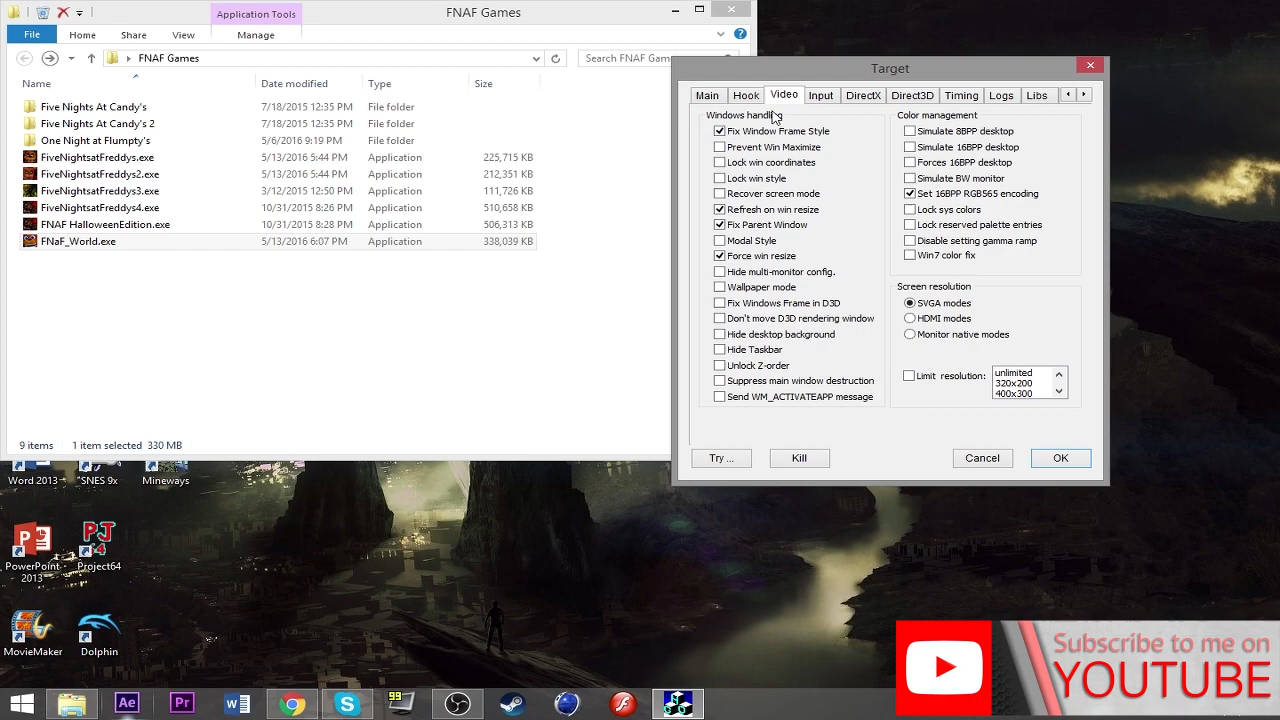 Application Tools
FNAF Games
File
Home
Share
View
Manage
FNAF Games
Search FNAF Gam
Name
Date modified
Type
Size
Five Nights At Candy's
7/18/2015 12:35 PM
File folder
Five Nights At Candy's 2
7/18/2015 12:35 PM
File folder
One Night at Flumpty's
5/6/2016 9:19 PM
File folder
FiveNightsatFreddys.exe
5/13/2016 5:44 PM
Application
225,715 KB
FiveNightsatFreddys2.exe
5/13/2016 5:44 PM
Application
212,351 KB
FiveNightsatFreddys3.exe
3/12/2015 12:50 PM
Application
111,726 KB
FiveNightsatFreddys4.exe
10/31/2015 8:26 PM
Application
510,658 KB
FNAF HalloweenEdition.exe
10/31/2015 8:28 PM
Application
506,313 KB
FNaF_World.exe
5/13/2016 6:07 PM
Application
338,039 KB
9 items
1 item selected 330 MB
Target
Main
Hook
Video
Input
DirectX
Direct3D
Timing
Logs
Libs
Windows handling
Fix Window Frame Style
Prevent Win Maximize
Lock win coordinates
Lock win style
Recover screen mode
Refresh on win resize
Fix Parent Window
Modal Style
Force win resize
Hide multi-monitor config.
Wallpaper mode
Fix Windows Frame in D3D
Don't move D3D rendering window
Hide desktop background
Hide Taskbar
Unlock Z-order
Suppress main window destruction
Send WM_ACTIVATEAPP message
Color management
Simulate 8BPP desktop
Simulate 16BPP desktop
Forces 16BPP desktop
Simulate BW monitor
Set 16BPP RGB565 encoding
Lock sys colors
Lock reserved palette entries
Disable setting gamma ramp
Win7 color fix
Screen resolution
SVGA modes
HDMI modes
Monitor native modes
Limit resolution:
unlimited
320x200
400x300
Try ...
Kill
Cancel
OK
Word 2013
"SNES 9x
Mineways
PowerPoint
2013
Project64
MovieMaker
Dolphin
Ae
Pr
99
Subscribe to me on
YOUTUBE